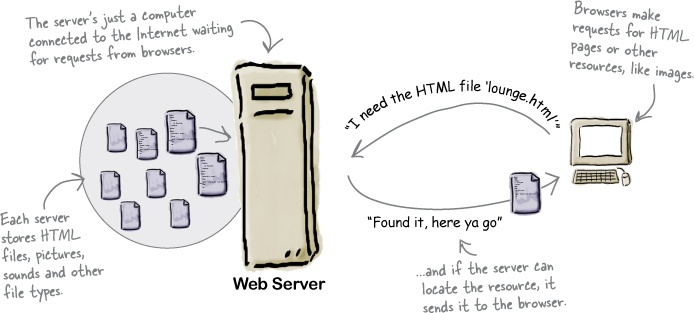 The server's just a computer
connected to the Internet waiting
for requests from browsers.
Browsers make
requests for HTML
pages or other
resources, like images.
"I need the HTML file 'lounge.html'"
Each server
stores HTML
files, pictures,
sounds and other
file types.
"Found it, here ya go"
Web Server
...and if the server can
locate the resource, it
sends it to the browser.